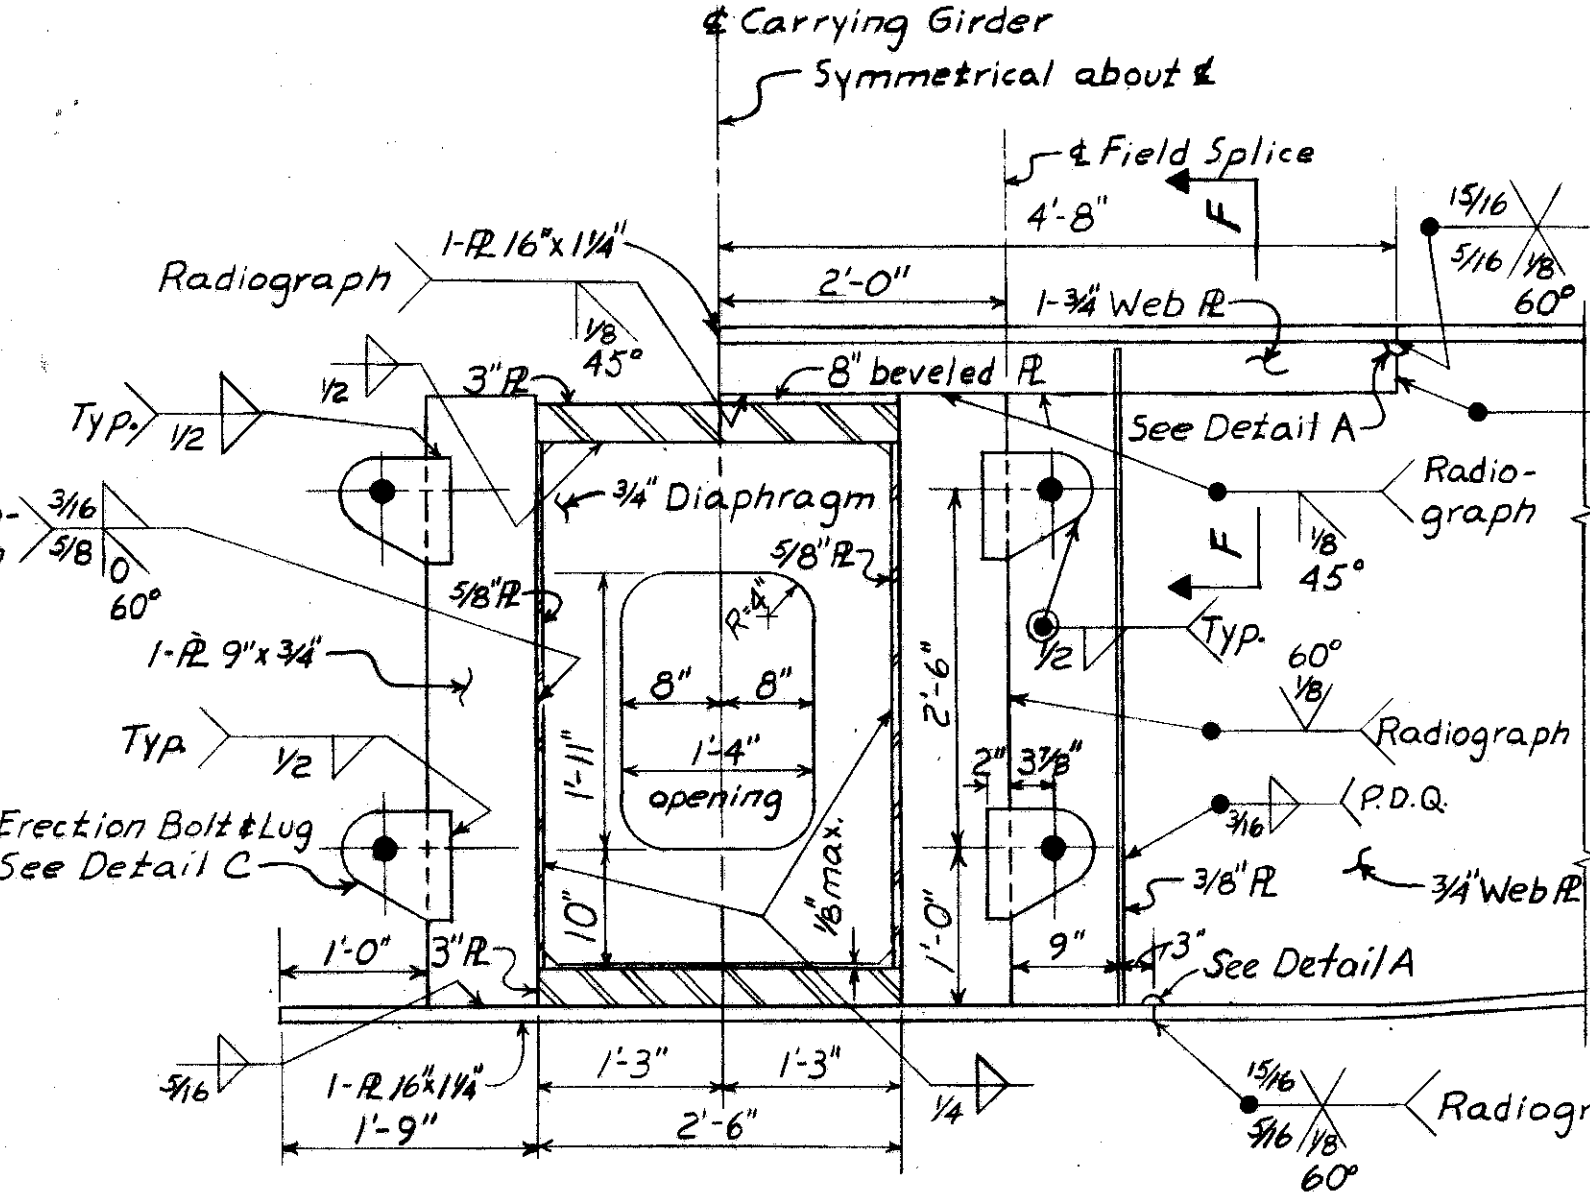 ℄ Carrying Girder
Symmetrical about ℄
℄ Field Splice
4'-8"
F
15/16
5/16 1/8
60°
1-PL 16"x 1¼"
Radiograph
1/8
45°
2'-0"
1-¾" Web PL
1/2
3" PL
8" beveled PL
Typ.
1/2
See Detail A
Radio-
graph
1/8
45°
3/16
5/8
0
60°
¾" Diaphragm
5/8" PL
5/8" PL
F
R=4"
1/2
Typ.
1-PL 9"x ¾"
8"
8"
2'-6"
60°
1/8
Radiograph
Typ.
1/2
1'-11"
1'-4"
opening
2"
3⅞"
3/16
P.D.Q.
Erection Bolt & Lug
See Detail C
⅛" max.
3/8" PL
3/4" Web PL
10"
1'-0"
3" PL
1'-0"
9"
3"
See Detail A
5/16
1-PL 16"x 1¼"
1'-3"
1'-3"
1/4
15/16
5/16 1/8
60°
Radiogr
1'-9"
2'-6"